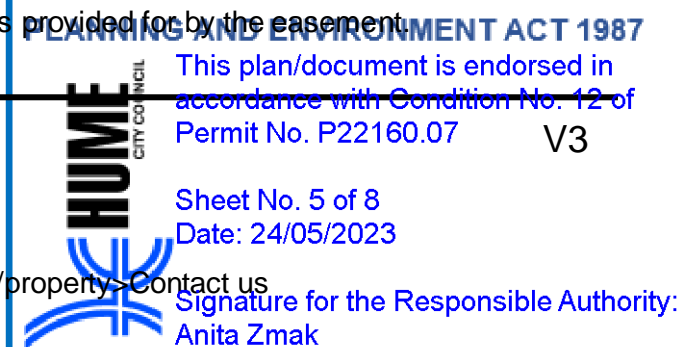 s provided for by the easement.
PLANNING AND ENVIRONMENT ACT 1987
This plan/document is endorsed in
accordance with Condition No. 12 of
Permit No. P22160.07
V3
Sheet No. 5 of 8
Date: 24/05/2023
/property>Contact us
Signature for the Responsible Authority:
Anita Zmak
HUME
CITY COUNCIL